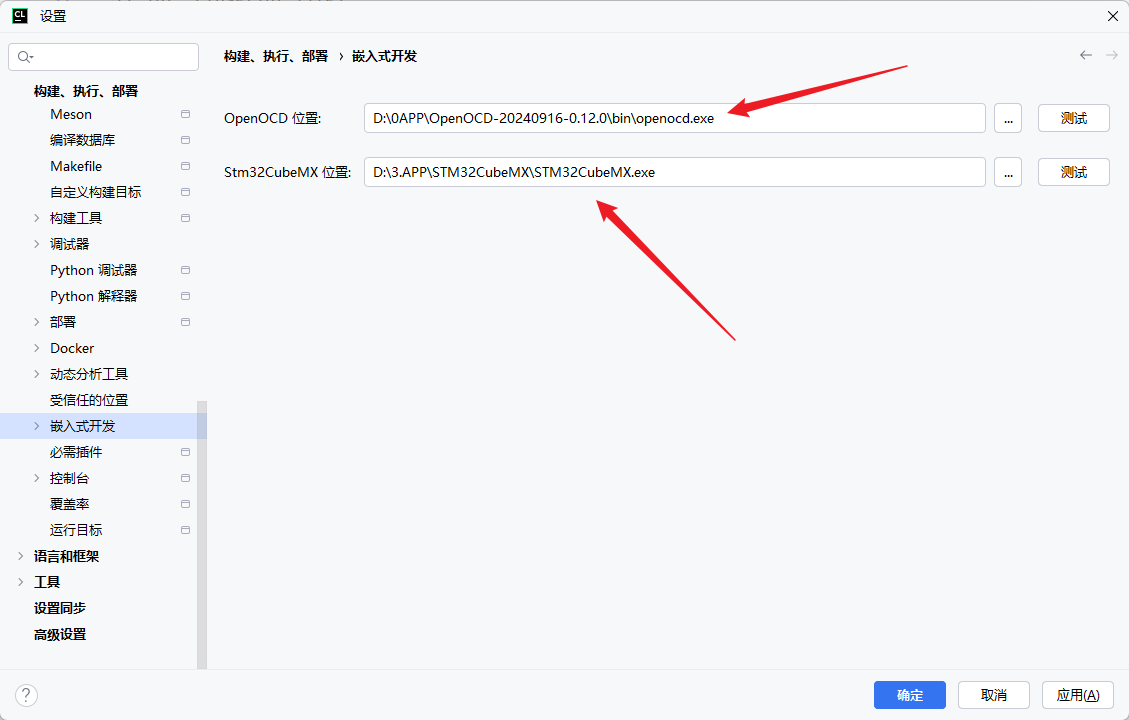 CL 设置
构建、执行、部署 › 嵌入式开发
构建、执行、部署
Meson
编译数据库
Makefile
自定义构建目标
构建工具
调试器
Python 调试器
Python 解释器
部署
Docker
动态分析工具
受信任的位置
嵌入式开发
必需插件
控制台
覆盖率
运行目标
语言和框架
工具
设置同步
高级设置
OpenOCD 位置: D:\0APP\OpenOCD-20240916-0.12.0\bin\openocd.exe ... 测试
Stm32CubeMX 位置: D:\3.APP\STM32CubeMX\STM32CubeMX.exe ... 测试
? 确定 取消 应用(A)